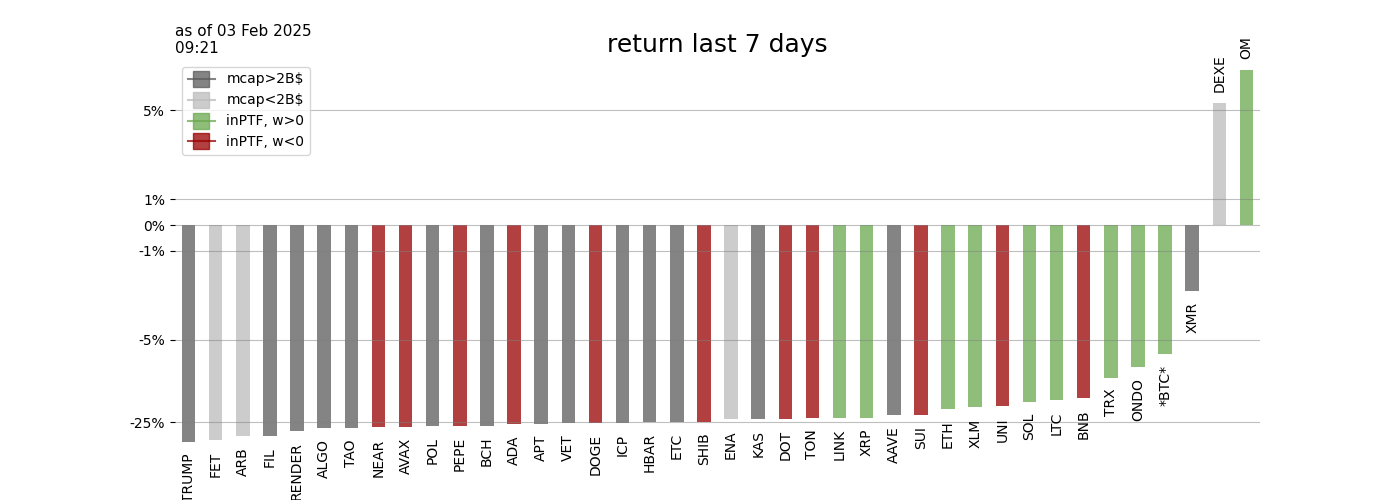 as of 03 Feb 2025
09:21
return last 7 days
mcap>2B$
mcap<2B$
inPTF, w>0
inPTF, w<0
5%
1%
0%
-1%
-5%
-25%
TRUMP
FET
ARB
FIL
RENDER
ALGO
TAO
NEAR
AVAX
POL
PEPE
BCH
ADA
APT
VET
DOGE
ICP
HBAR
ETC
SHIB
ENA
KAS
DOT
TON
LINK
XRP
AAVE
SUI
ETH
XLM
UNI
SOL
LTC
BNB
TRX
ONDO
*BTC*
XMR
DEXE
OM